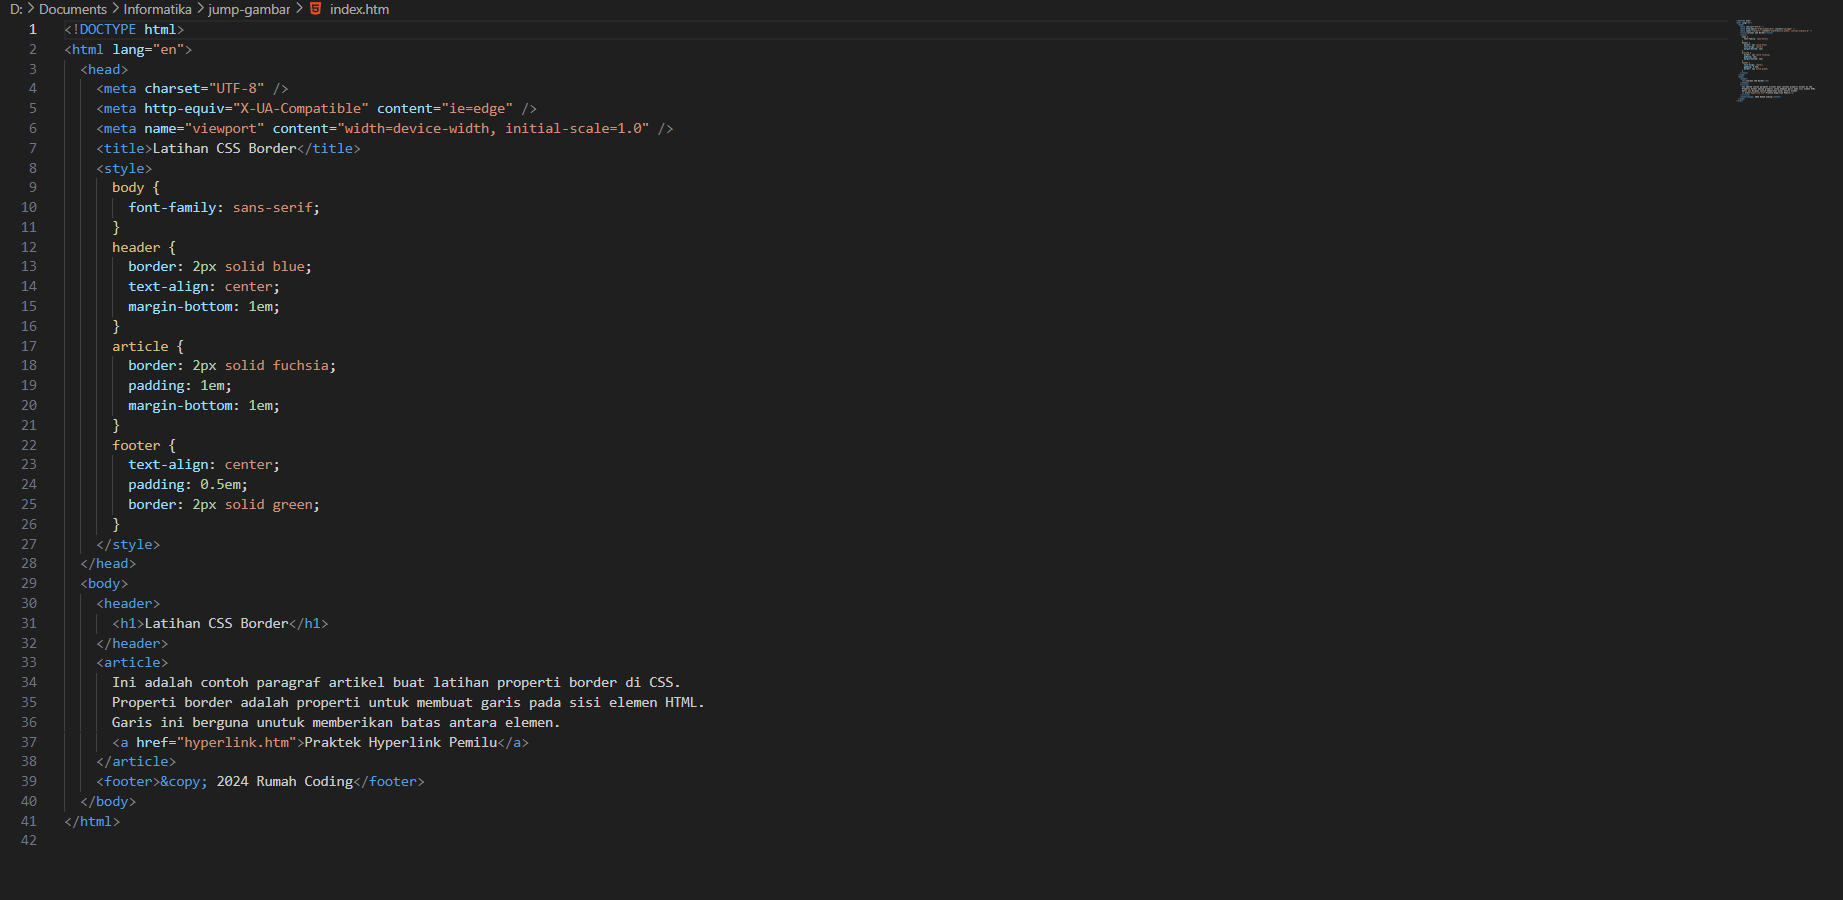 D: > Documents > Informatika > jump-gambar > index.htm
1 <!DOCTYPE html>
2 <html lang="en">
3 <head>
4 <meta charset="UTF-8" />
5 <meta http-equiv="X-UA-Compatible" content="ie=edge" />
6 <meta name="viewport" content="width=device-width, initial-scale=1.0" />
7 <title>Latihan CSS Border</title>
8 <style>
9 body {
10 font-family: sans-serif;
11 }
12 header {
13 border: 2px solid blue;
14 text-align: center;
15 margin-bottom: 1em;
16 }
17 article {
18 border: 2px solid fuchsia;
19 padding: 1em;
20 margin-bottom: 1em;
21 }
22 footer {
23 text-align: center;
24 padding: 0.5em;
25 border: 2px solid green;
26 }
27 </style>
28 </head>
29 <body>
30 <header>
31 <h1>Latihan CSS Border</h1>
32 </header>
33 <article>
34 Ini adalah contoh paragraf artikel buat latihan properti border di CSS.
35 Properti border adalah properti untuk membuat garis pada sisi elemen HTML.
36 Garis ini berguna unutuk memberikan batas antara elemen.
37 <a href="hyperlink.htm">Praktek Hyperlink Pemilu</a>
38 </article>
39 <footer>&copy; 2024 Rumah Coding</footer>
40 </body>
41 </html>
42